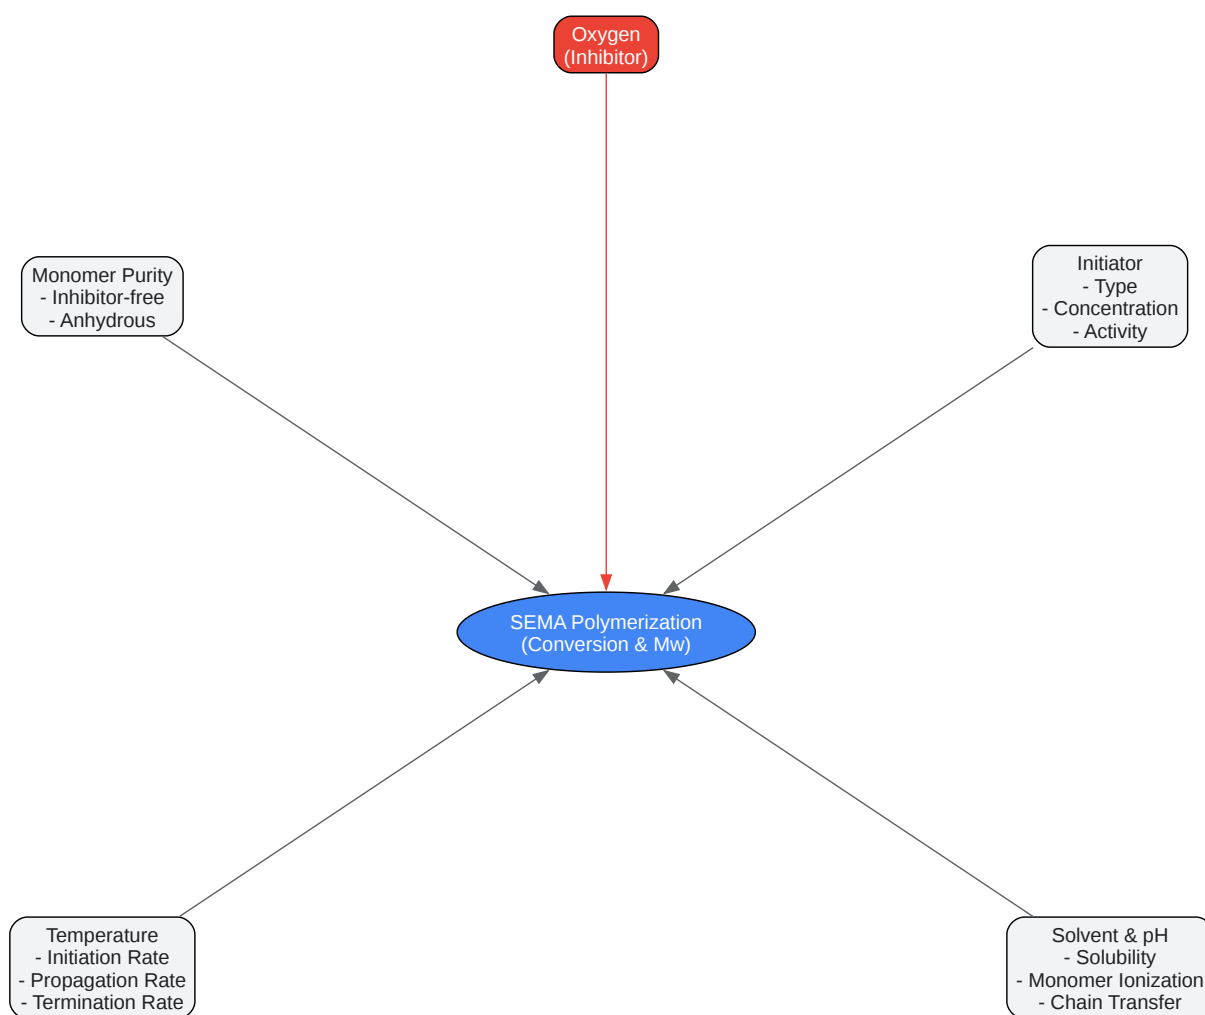 Oxygen
(Inhibitor)
Monomer Purity
- Inhibitor-free
- Anhydrous
Initiator
- Type
- Concentration
- Activity
SEMA Polymerization
(Conversion & Mw)
Temperature
- Initiation Rate
- Propagation Rate
- Termination Rate
Solvent & pH
- Solubility
- Monomer Ionization
- Chain Transfer